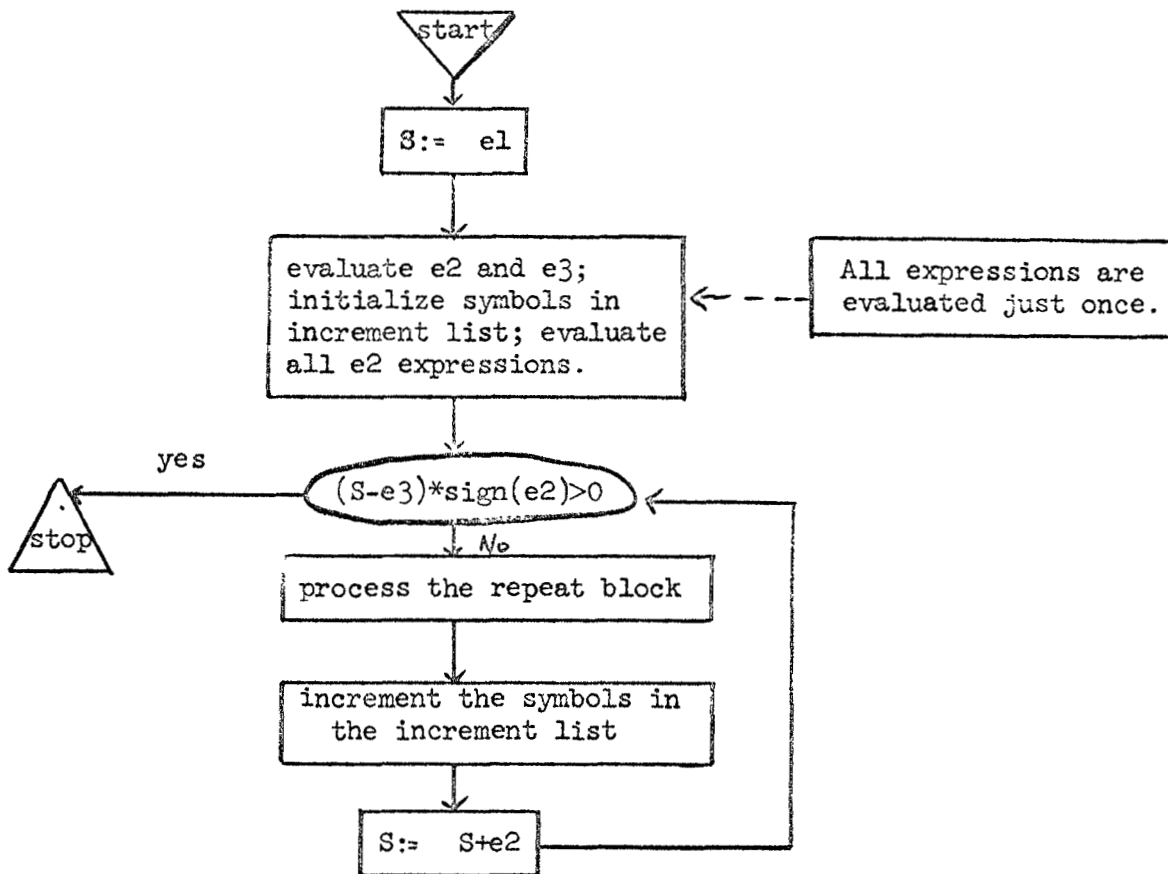 start
S:= e1
evaluate e2 and e3;
initialize symbols in
increment list; evaluate
all e2 expressions.
All expressions are
evaluated just once.
yes
(S-e3)*sign(e2)>0
stop
No
process the repeat block
increment the symbols in
the increment list
S:= S+e2